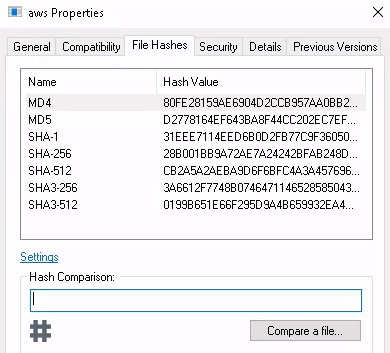 aws Properties
General Compatibility File Hashes Security Details Previous Versions
Name Hash Value
MD4 80FE28159AE6904D2CCB957AA0BB2...
MD5 D2778164EF643BA8F44CC202EC7EF...
SHA-1 31EEE7114EED6B0D2FB77C9F36050...
SHA-256 28B001BB9A72AE7A24242BFAB248D...
SHA-512 CB2A5A2AEBA9D6F6BFC4A3A457696...
SHA3-256 3A6612F7748B0746471146528585043...
SHA3-512 0199B651E66F295D9A4B659932EA4...
Settings
Hash Comparison:
Compare a file...